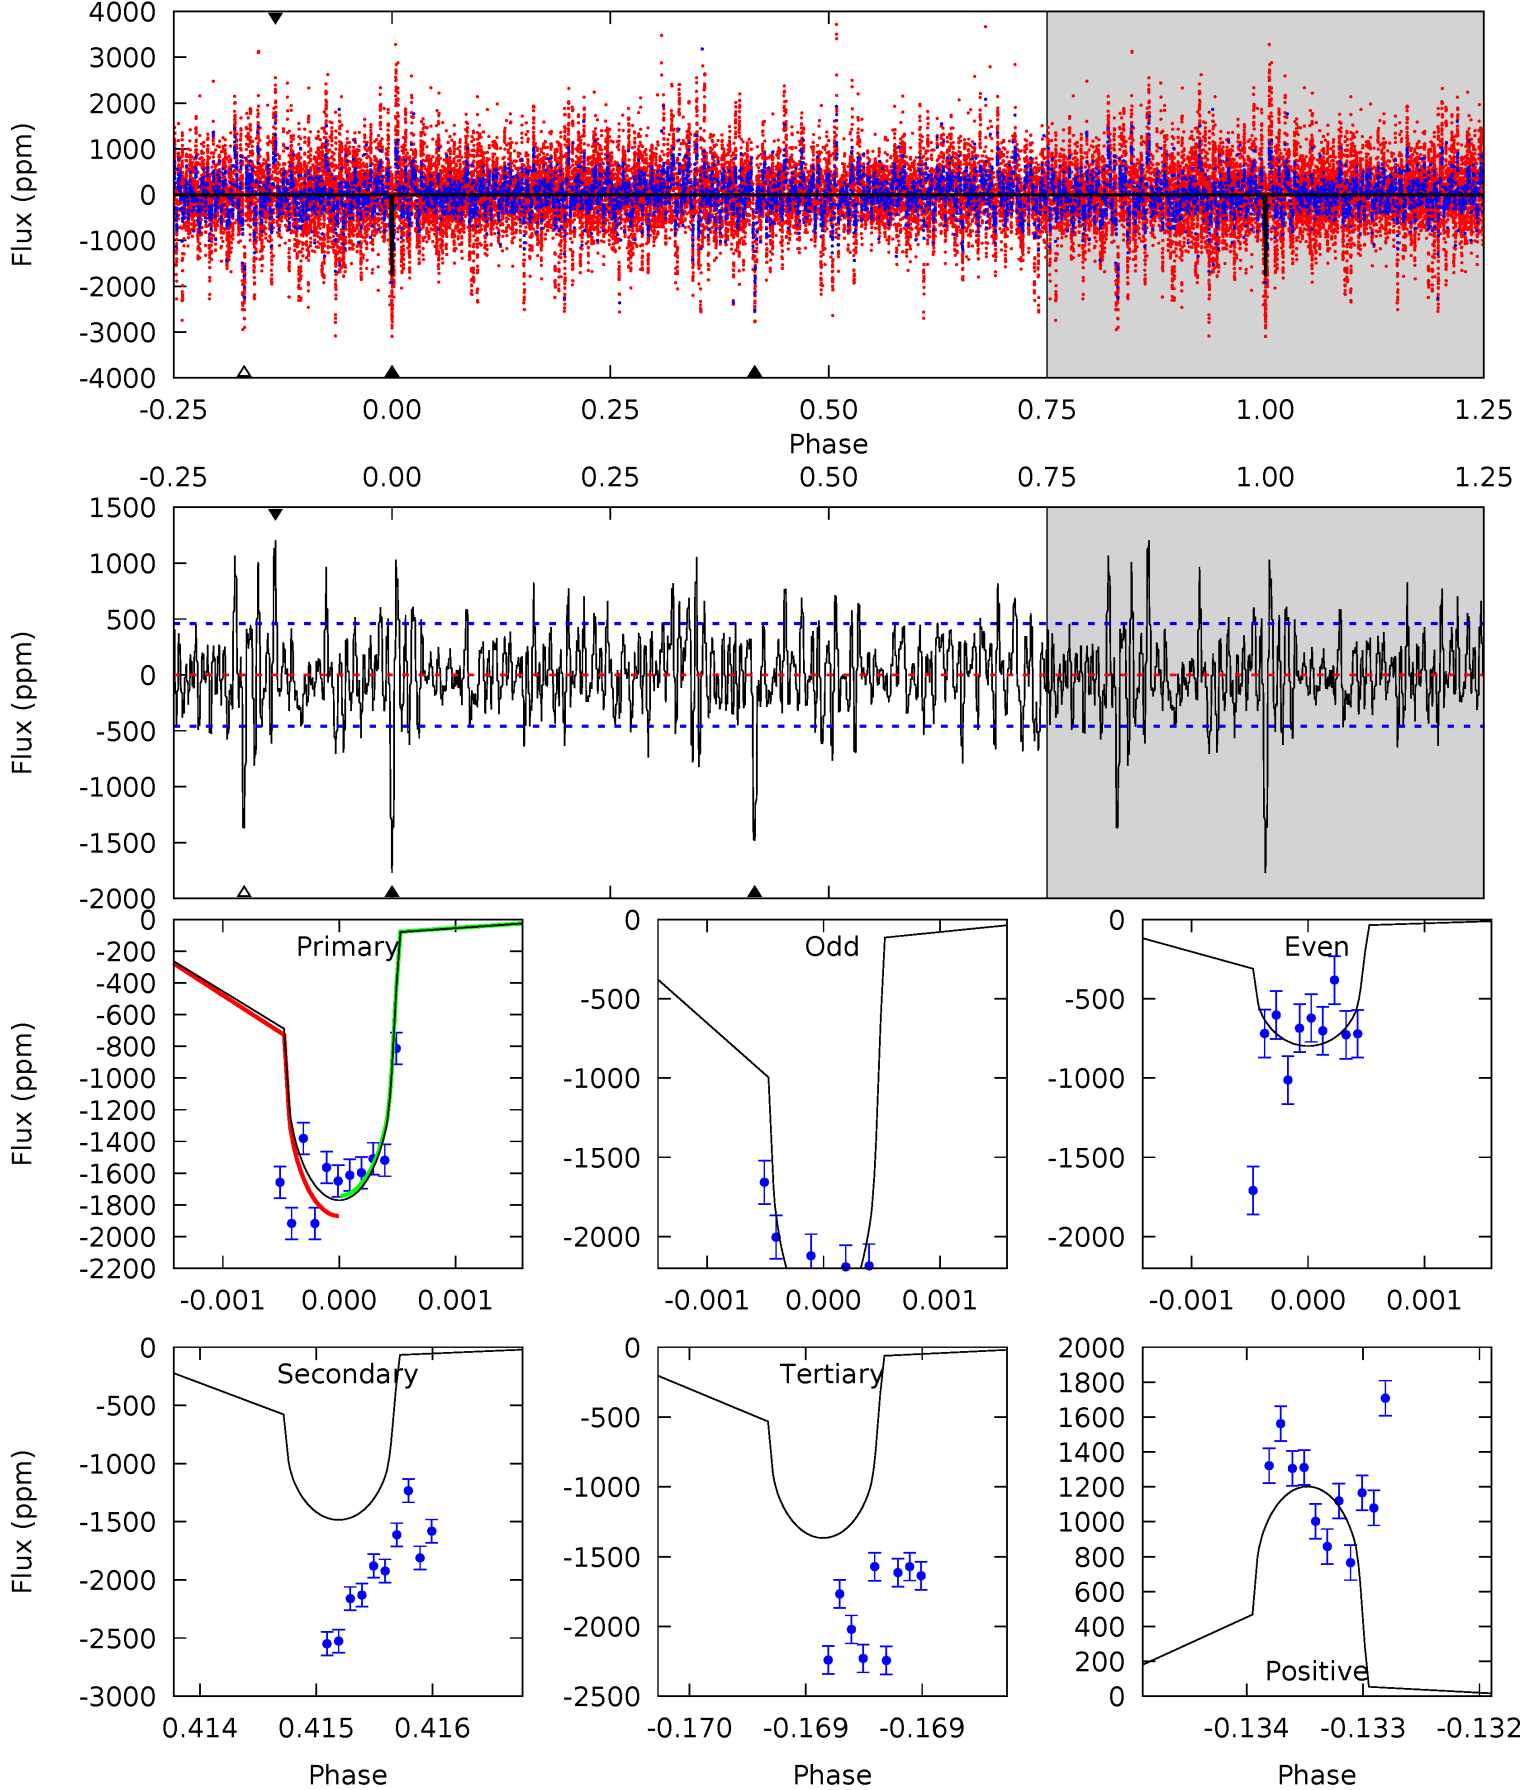 4000
3000
2000
1000
0
-1000
-2000
-3000
-4000
Flux (ppm)
-0.25 0.00 0.25 0.50 0.75 1.00 1.25
Phase
-0.25 0.00 0.25 0.50 0.75 1.00 1.25
1500
1000
500
0
-500
-1000
-1500
-2000
Flux (ppm)
Primary
0
-200
-400
-600
-800
-1000
-1200
-1400
-1600
-1800
-2000
-2200
Flux (ppm)
-0.001 0.000 0.001
Odd
0
-500
-1000
-1500
-2000
-0.001 0.000 0.001
Even
0
-500
-1000
-1500
-2000
-0.001 0.000 0.001
Secondary
0
-500
-1000
-1500
-2000
-2500
-3000
Flux (ppm)
0.414 0.415 0.416
Phase
Tertiary
0
-500
-1000
-1500
-2000
-2500
-0.170 -0.169 -0.169
Phase
2000
1800
1600
1400
1200
1000
800
600
400
200
0
Positive
-0.134 -0.133 -0.132
Phase